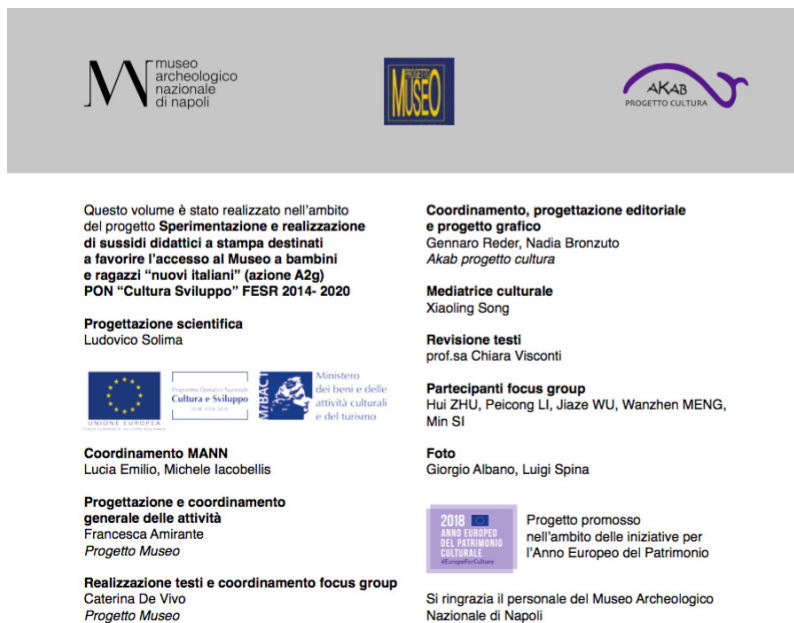 museo
archeologico
nazionale
di napoli
PROGETTO
MUSEO
AKAB
PROGETTO CULTURA
Questo volume è stato realizzato nell'ambito
del progetto Sperimentazione e realizzazione
di sussidi didattici a stampa destinati
a favorire l'accesso al Museo a bambini
e ragazzi “nuovi italiani” (azione A2g)
PON “Cultura Sviluppo” FESR 2014- 2020
Progettazione scientifica
Ludovico Solima
UNIONE EUROPEA
Programma Operativo Nazionale
Cultura e Sviluppo
FESR 2014-2020
MiBACT
Ministero
dei beni e delle
attività culturali
e del turismo
Coordinamento MANN
Lucia Emilio, Michele Iacobellis
Progettazione e coordinamento
generale delle attività
Francesca Amirante
Progetto Museo
Realizzazione testi e coordinamento focus group
Caterina De Vivo
Progetto Museo
Coordinamento, progettazione editoriale
e progetto grafico
Gennaro Reder, Nadia Bronzuto
Akab progetto cultura
Mediatrice culturale
Xiaoling Song
Revisione testi
prof.sa Chiara Visconti
Partecipanti focus group
Hui ZHU, Peicong LI, Jiaze WU, Wanzhen MENG,
Min SI
Foto
Giorgio Albano, Luigi Spina
2018
ANNO EUROPEO
DEL PATRIMONIO
CULTURALE
#EuropeForCulture
Progetto promosso
nell'ambito delle iniziative per
l'Anno Europeo del Patrimonio
Si ringrazia il personale del Museo Archeologico
Nazionale di Napoli